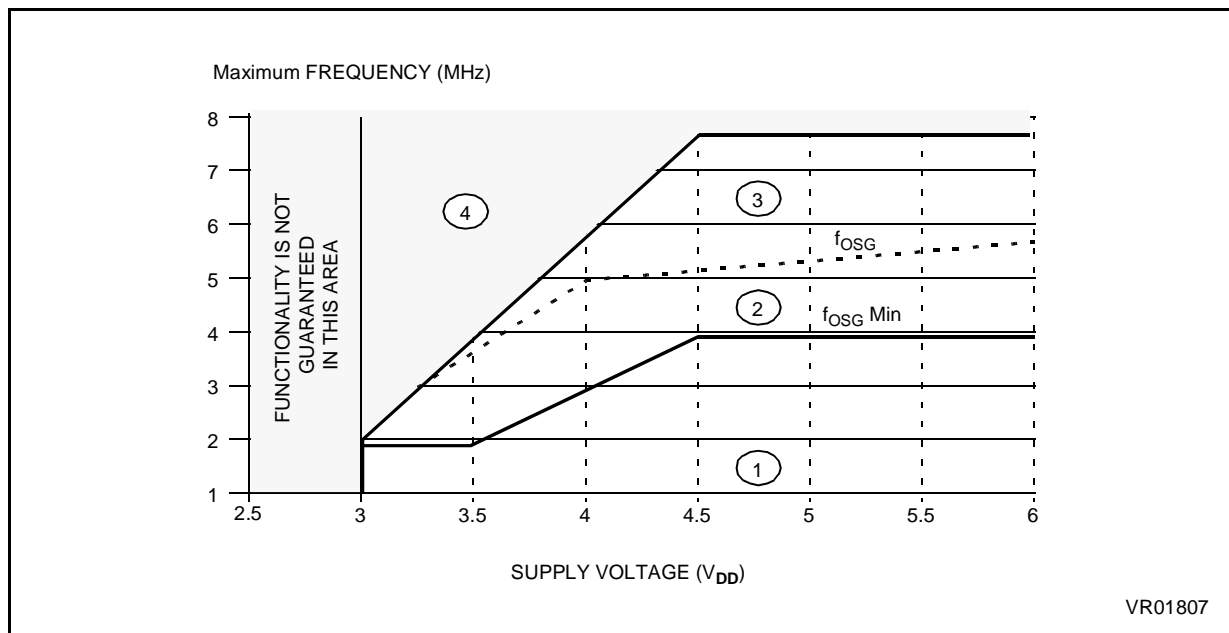 Maximum FREQUENCY (MHz)
8
7
6
5
4
3
2
1
FUNCTIONALITY IS NOT
GUARANTEED
IN THIS AREA
4
3
fOSG
2
fOSG Min
1
2.5
3
3.5
4
4.5
5
5.5
6
SUPPLY VOLTAGE (VDD)
VR01807